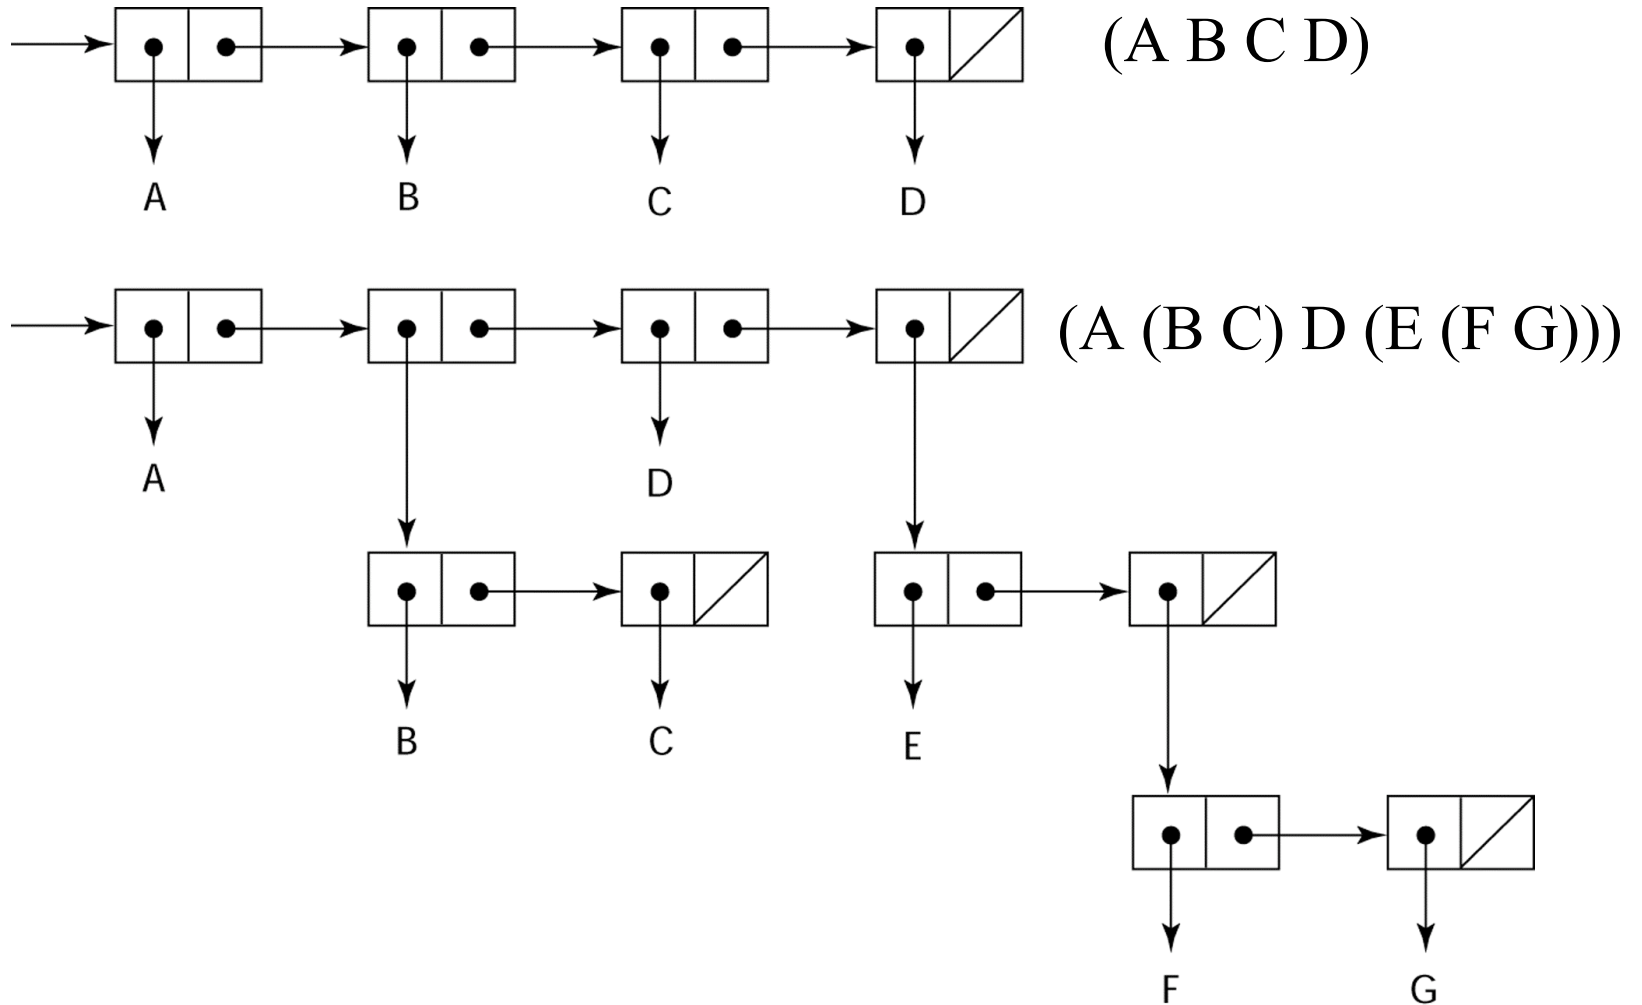 (A B C D)
A B C D
(A (B C) D (E (F G)))
A D
B C E
F G